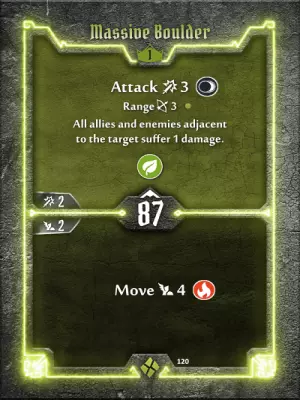 Massive Boulder
1
Attack 3
Range 3
All allies and enemies adjacent
to the target suffer 1 damage.
2
87
2
Move 4
120